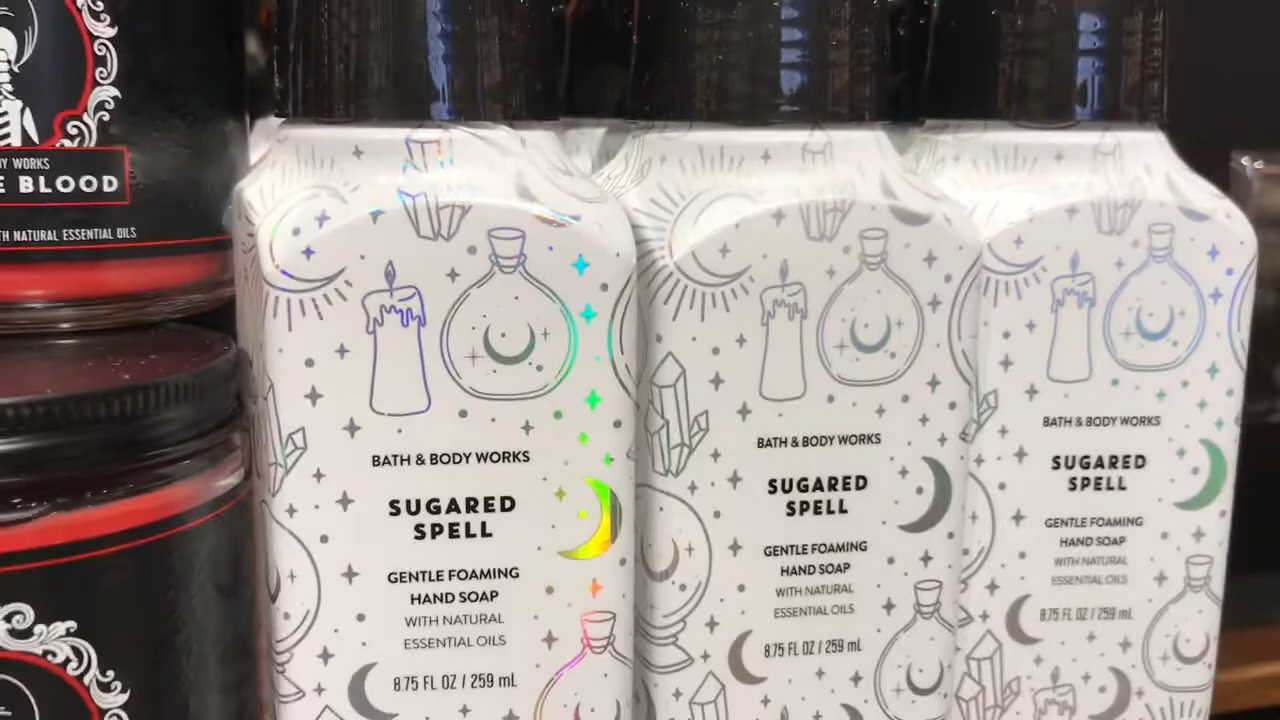 WORKS
BLOOD
NATURAL ESSENTIAL OILS
BATH & BODY WORKS
SUGARED
SPELL
GENTLE FOAMING
HAND SOAP
WITH NATURAL
ESSENTIAL OILS
8.75 FL OZ / 259 mL
BATH & BODY WORKS
SUGARED
SPELL
GENTLE FOAMING
HAND SOAP
WITH NATURAL
ESSENTIAL OILS
8.75 FL OZ / 259 mL
BATH & BODY WORKS
SUGARED
SPELL
GENTLE FOAMING
HAND SOAP
WITH NATURAL
ESSENTIAL OILS
8.75 FL OZ / 259 mL